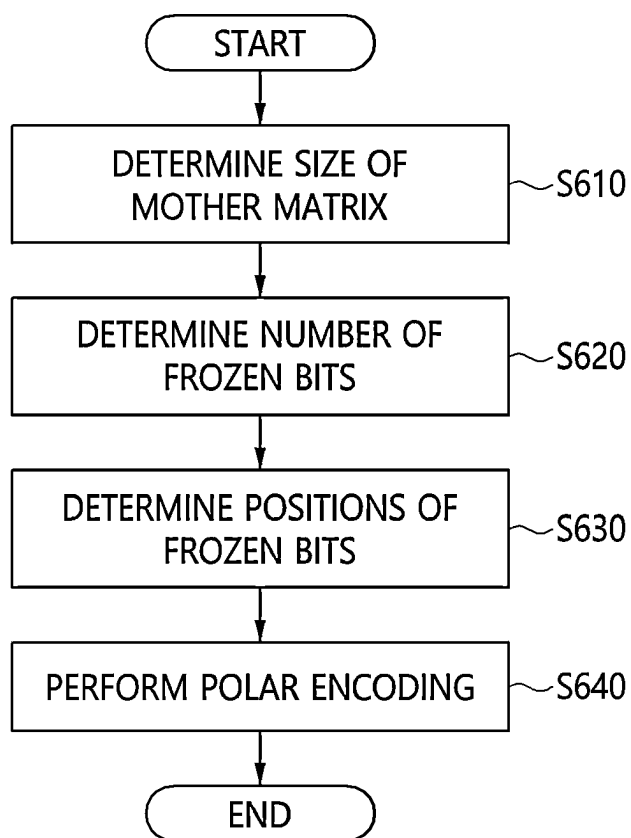 START
DETERMINE SIZE OF
MOTHER MATRIX
S610
DETERMINE NUMBER OF
FROZEN BITS
S620
DETERMINE POSITIONS OF
FROZEN BITS
S630
PERFORM POLAR ENCODING
S640
END